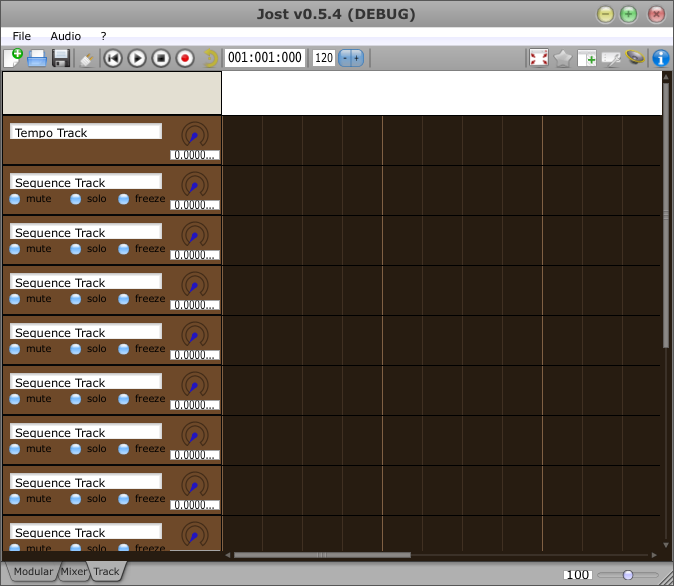 Jost v0.5.4 (DEBUG)
File Audio ?
001:001:000 120 - +
Tempo Track
0.0000...
Sequence Track
mute solo freeze 0.0000...
Sequence Track
mute solo freeze 0.0000...
Sequence Track
mute solo freeze 0.0000...
Sequence Track
mute solo freeze 0.0000...
Sequence Track
mute solo freeze 0.0000...
Sequence Track
mute solo freeze 0.0000...
Sequence Track
mute solo freeze 0.0000...
Sequence Track
mute solo freeze
Modular Mixer Track 100